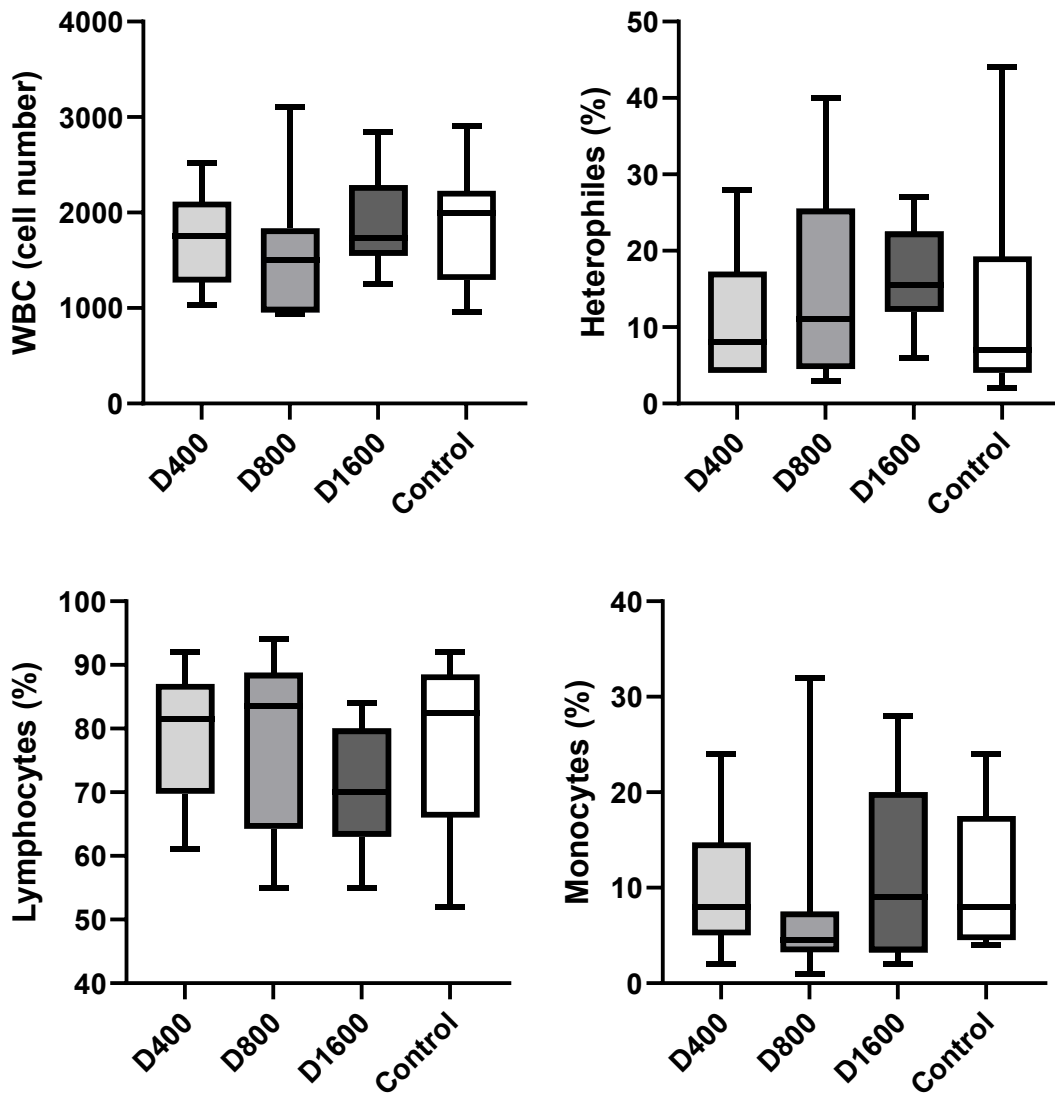 WBC (cell number)
4000
3000
2000
1000
0
D400
D800
D1600
Control
Heterophiles (%)
50
40
30
20
10
0
D400
D800
D1600
Control
Lymphocytes (%)
100
90
80
70
60
50
40
D400
D800
D1600
Control
Monocytes (%)
40
30
20
10
0
D400
D800
D1600
Control